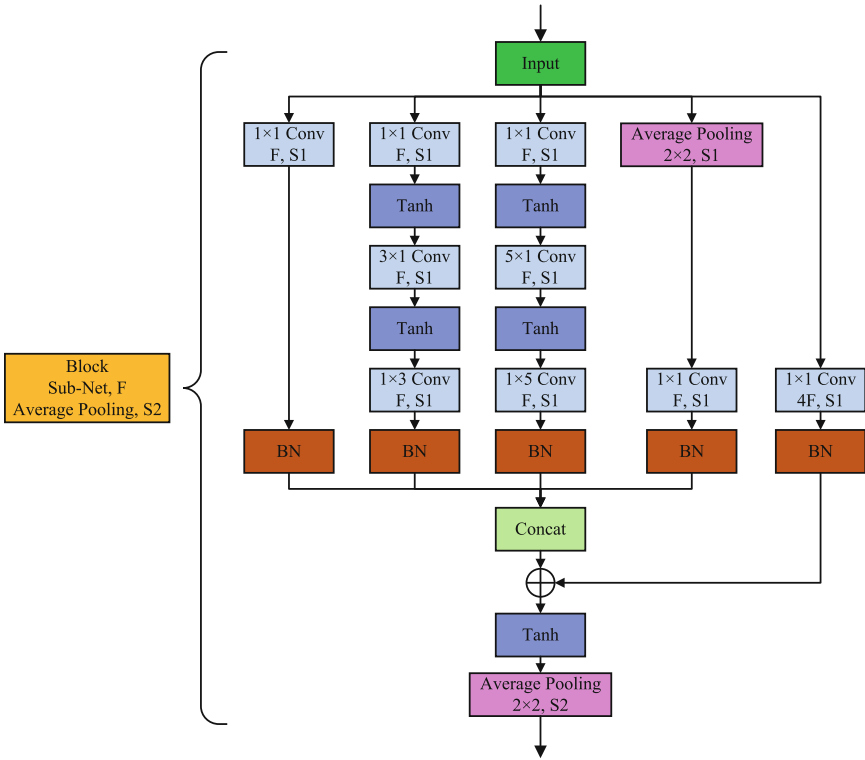 Input
1×1 Conv
F, S1
1×1 Conv
F, S1
1×1 Conv
F, S1
Average Pooling
2×2, S1
Tanh
Tanh
3×1 Conv
F, S1
5×1 Conv
F, S1
Tanh
Tanh
Block
Sub-Net, F
Average Pooling, S2
1×3 Conv
F, S1
1×5 Conv
F, S1
1×1 Conv
F, S1
1×1 Conv
4F, S1
BN
BN
BN
BN
BN
Concat
Tanh
Average Pooling
2×2, S2